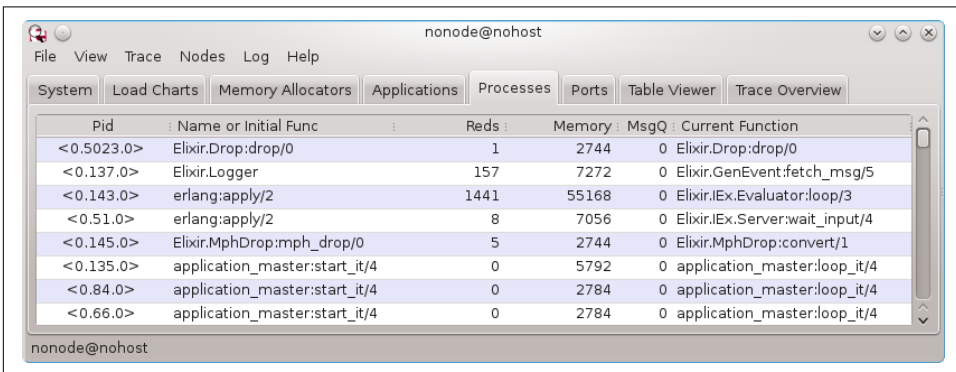 nonode@nohost
File View Trace Nodes Log Help
System Load Charts Memory Allocators Applications Processes Ports Table Viewer Trace Overview
Pid Name or Initial Func Reds Memory MsgQ Current Function
<0.5023.0> Elixir.Drop:drop/0 1 2744 0 Elixir.Drop:drop/0
<0.137.0> Elixir.Logger 157 7272 0 Elixir.GenEvent:fetch_msg/5
<0.143.0> erlang:apply/2 1441 55168 0 Elixir.IEx.Evaluator:loop/3
<0.51.0> erlang:apply/2 8 7056 0 Elixir.IEx.Server:wait_input/4
<0.145.0> Elixir.MphDrop:mph_drop/0 5 2744 0 Elixir.MphDrop:convert/1
<0.135.0> application_master:start_it/4 0 5792 0 application_master:loop_it/4
<0.84.0> application_master:start_it/4 0 2784 0 application_master:loop_it/4
<0.66.0> application_master:start_it/4 0 2784 0 application_master:loop_it/4
nonode@nohost